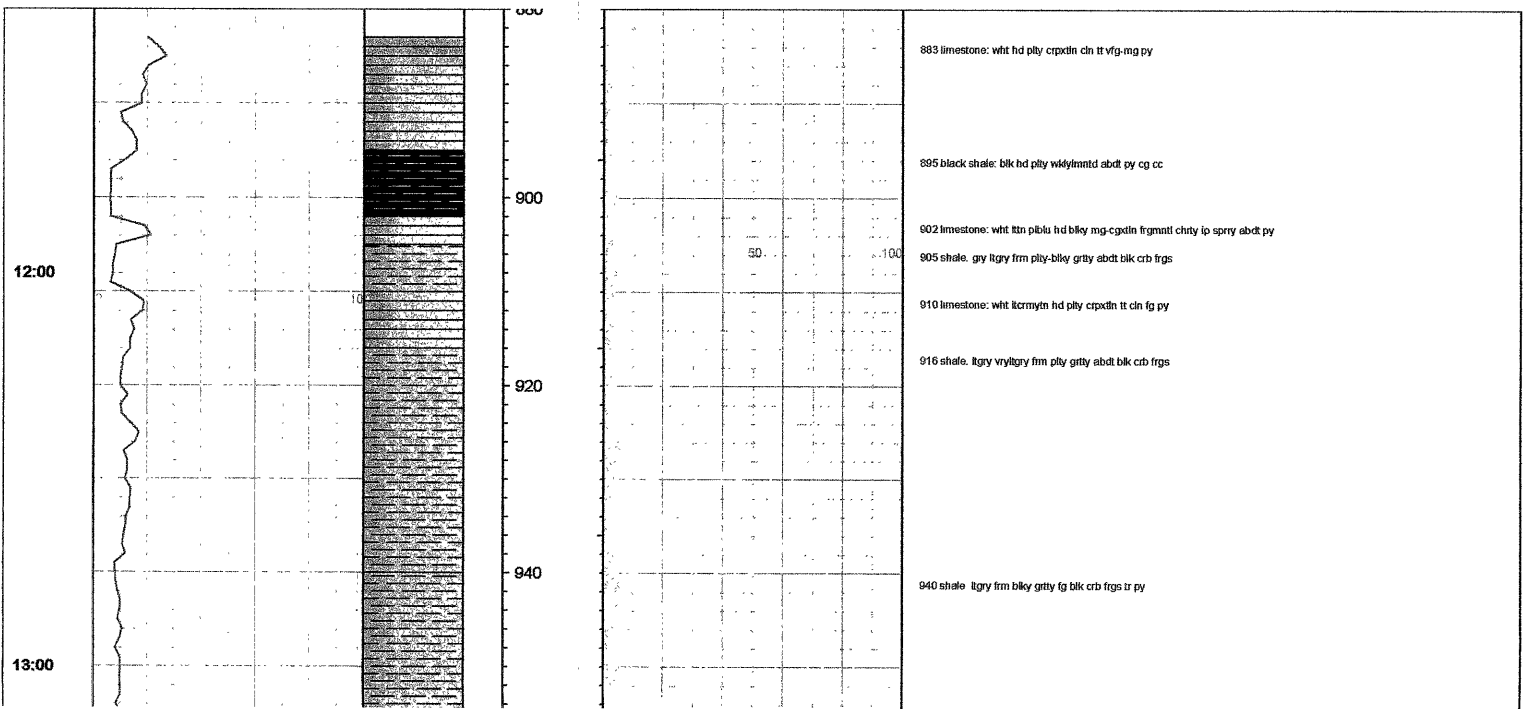 883 limestone: wht hd plty crpxtln cln tt vfg-mg py
895 black shale: blk hd plty wklylmntd abdt py cg cc
900
902 limestone: wht lttn plblu hd blky mg-cgxtln frgmntl chrty ip sprry abdt py
50
100
905 shale. gry ltgry frm plty-blky grtty abdt blk crb frgs
12:00
10
910 limestone: wht ltcrmytn hd plty crpxtln tt cln fg py
916 shale. ltgry vryltgry frm plty grtty abdt blk crb frgs
920
940
940 shale ltgry frm blky grtty fg blk crb frgs tr py
13:00